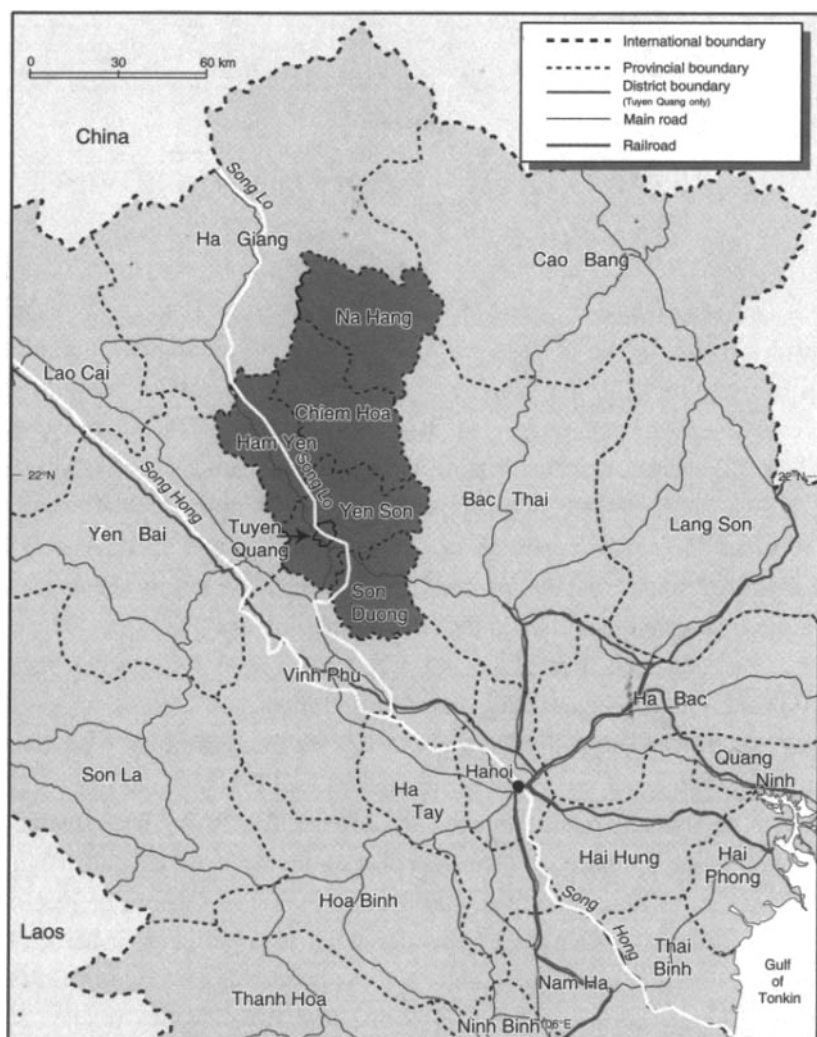 0 30 60 km
International boundary
Provincial boundary
District boundary
(Tuyen Quang only)
Main road
Railroad
China
Song Lo
Ha Giang
Cao Bang
Na Hang
Lao Cai
Chiem Hoa
Ham Yen
Song Lo
22°N
22°N
Song Hong
Bac Thai
Yen Son
Lang Son
Yen Bai
Tuyen
Quang
Son
Duong
Vinh Phu
Ha Bac
Son La
Hanoi
Quang
Ninh
Ha
Tay
Hai Hung
Hai
Phong
Hoa Binh
Song
Hong
Laos
Thai
Binh
Gulf
of
Tonkin
Nam Ha
Thanh Hoa
Ninh Binh
06°E